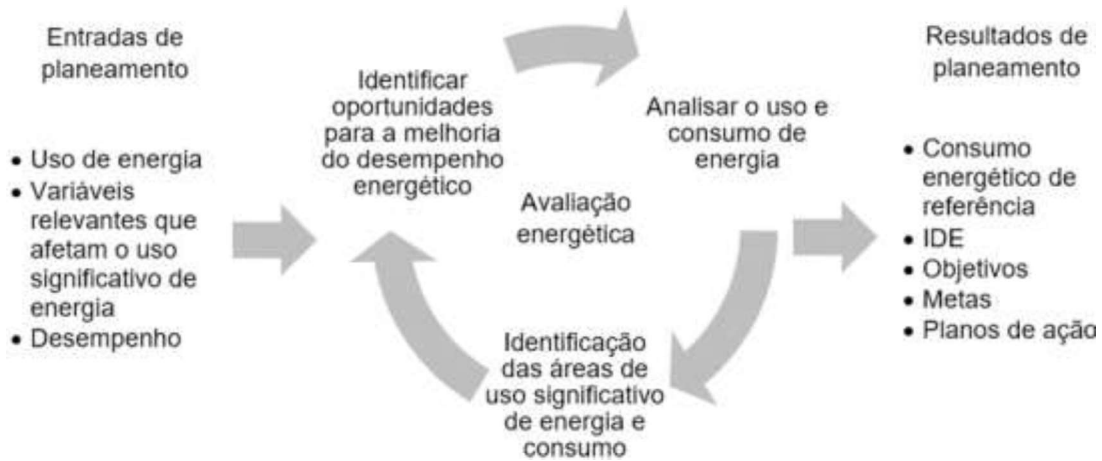 Entradas de
planeamento
• Uso de energia
• Variáveis
relevantes que
afetam o uso
significativo de
energia
• Desempenho
Identificar
oportunidades
para a melhoria
do desempenho
energético
Analisar o uso e
consumo de
energia
Avaliação
energética
Identificação
das áreas de
uso significativo
de energia e
consumo
Resultados de
planeamento
• Consumo
energético de
referência
• IDE
• Objetivos
• Metas
• Planos de ação